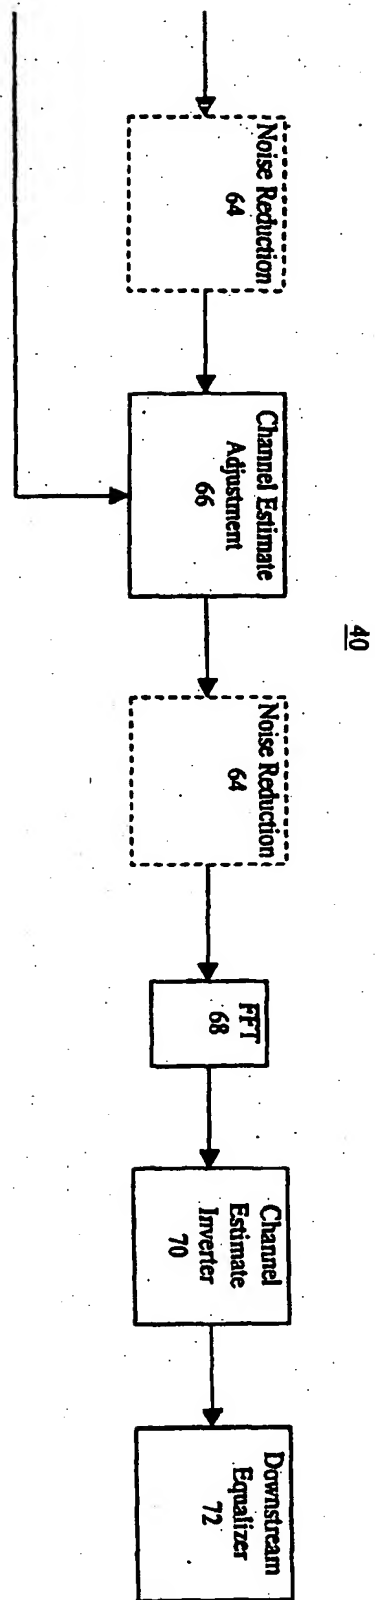 40
Noise Reduction
64
Channel Estimate
Adjustment
66
Noise Reduction
64
FFT
68
Channel
Estimate
Inverter
70
Downstream
Equalizer
72